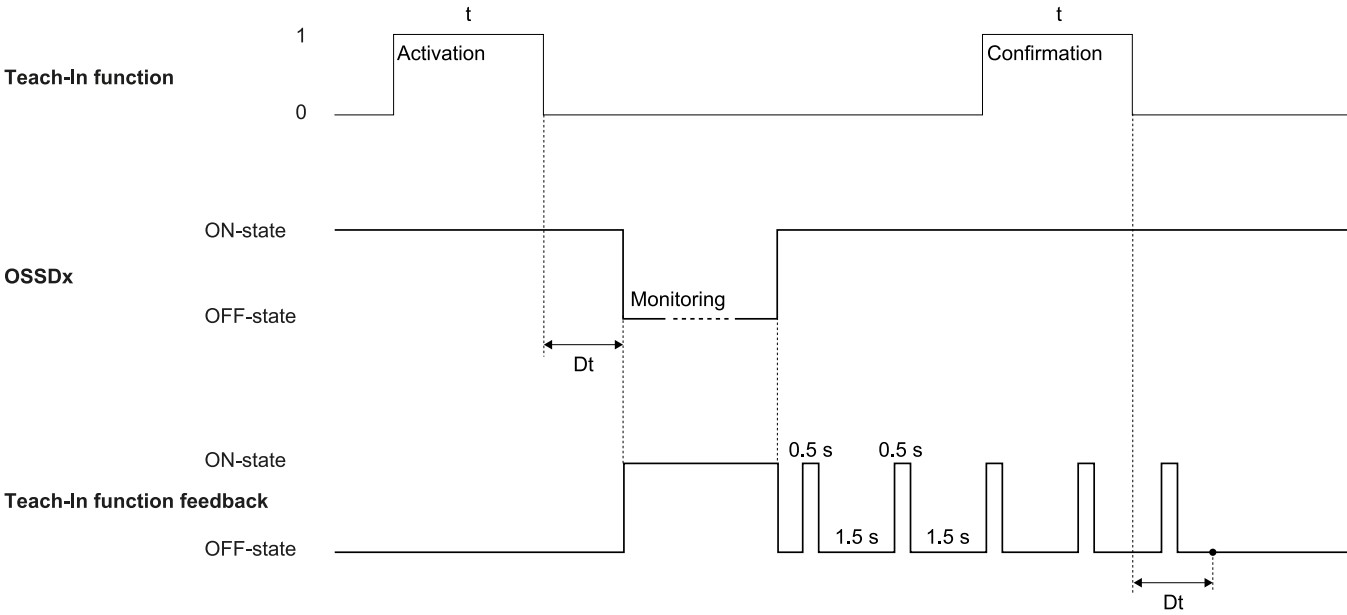 t
t
1
Activation
Confirmation
Teach-In function
0
ON-state
OSSDx
Monitoring
OFF-state
Dt
0.5 s
0.5 s
ON-state
Teach-In function feedback
1.5 s
1.5 s
OFF-state
Dt